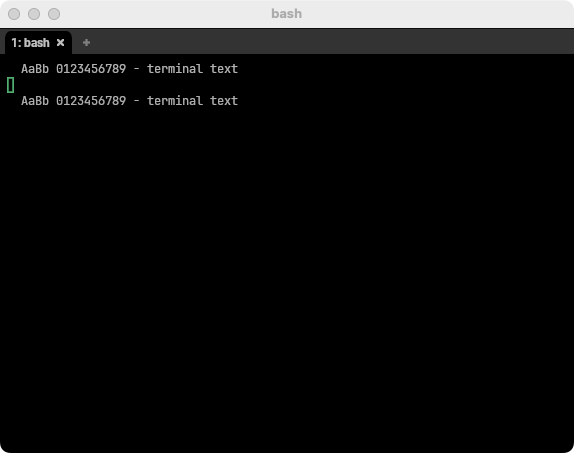 bash
1: bash × +
AaBb 0123456789 - terminal text
AaBb 0123456789 - terminal text